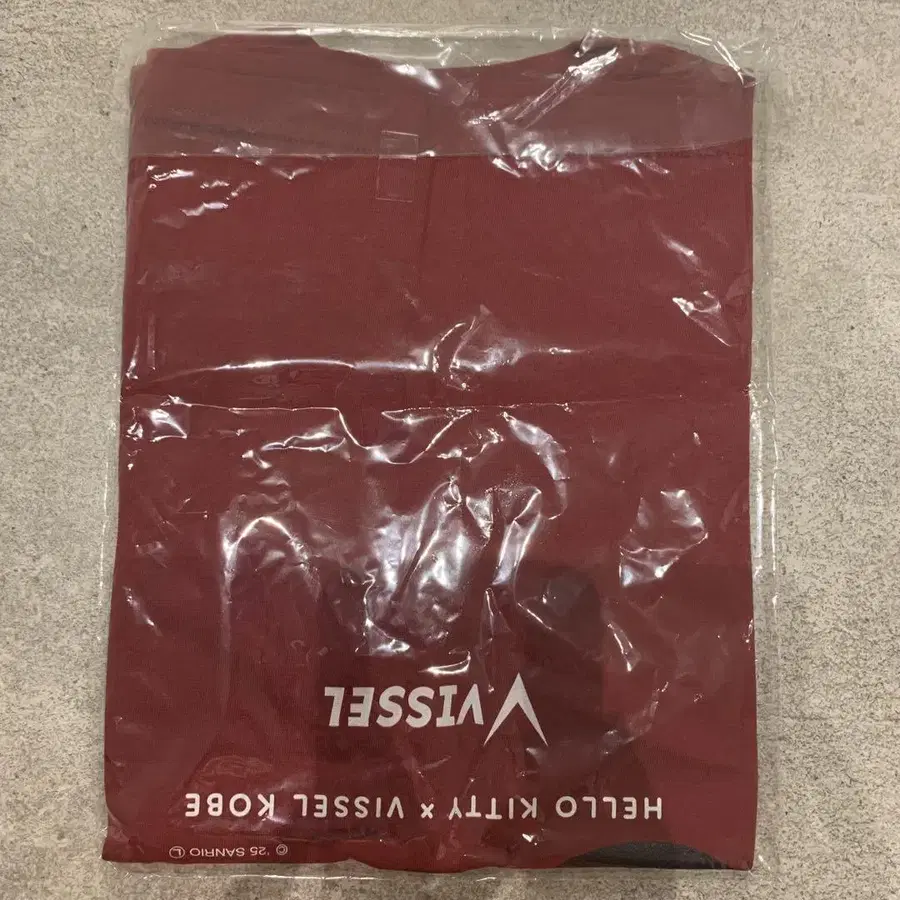 © '25 SANRIO Ⓛ
HELLO KITTY × VISSEL KOBE
VISSEL